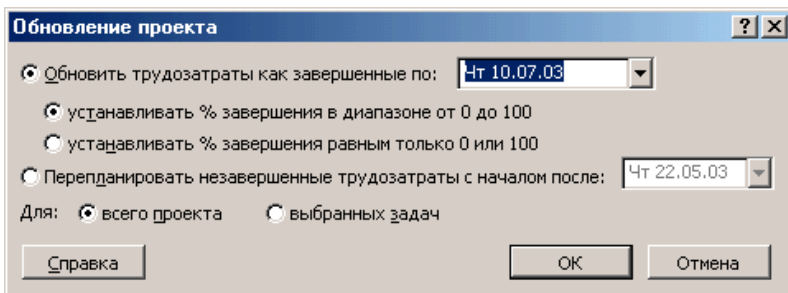 Обновление проекта
Обновить трудозатраты как завершенные по: Чт 10.07.03
устанавливать % завершения в диапазоне от 0 до 100
устанавливать % завершения равным только 0 или 100
Перепланировать незавершенные трудозатраты с началом после: Чт 22.05.03
Для: всего проекта выбранных задач
Справка ОК Отмена